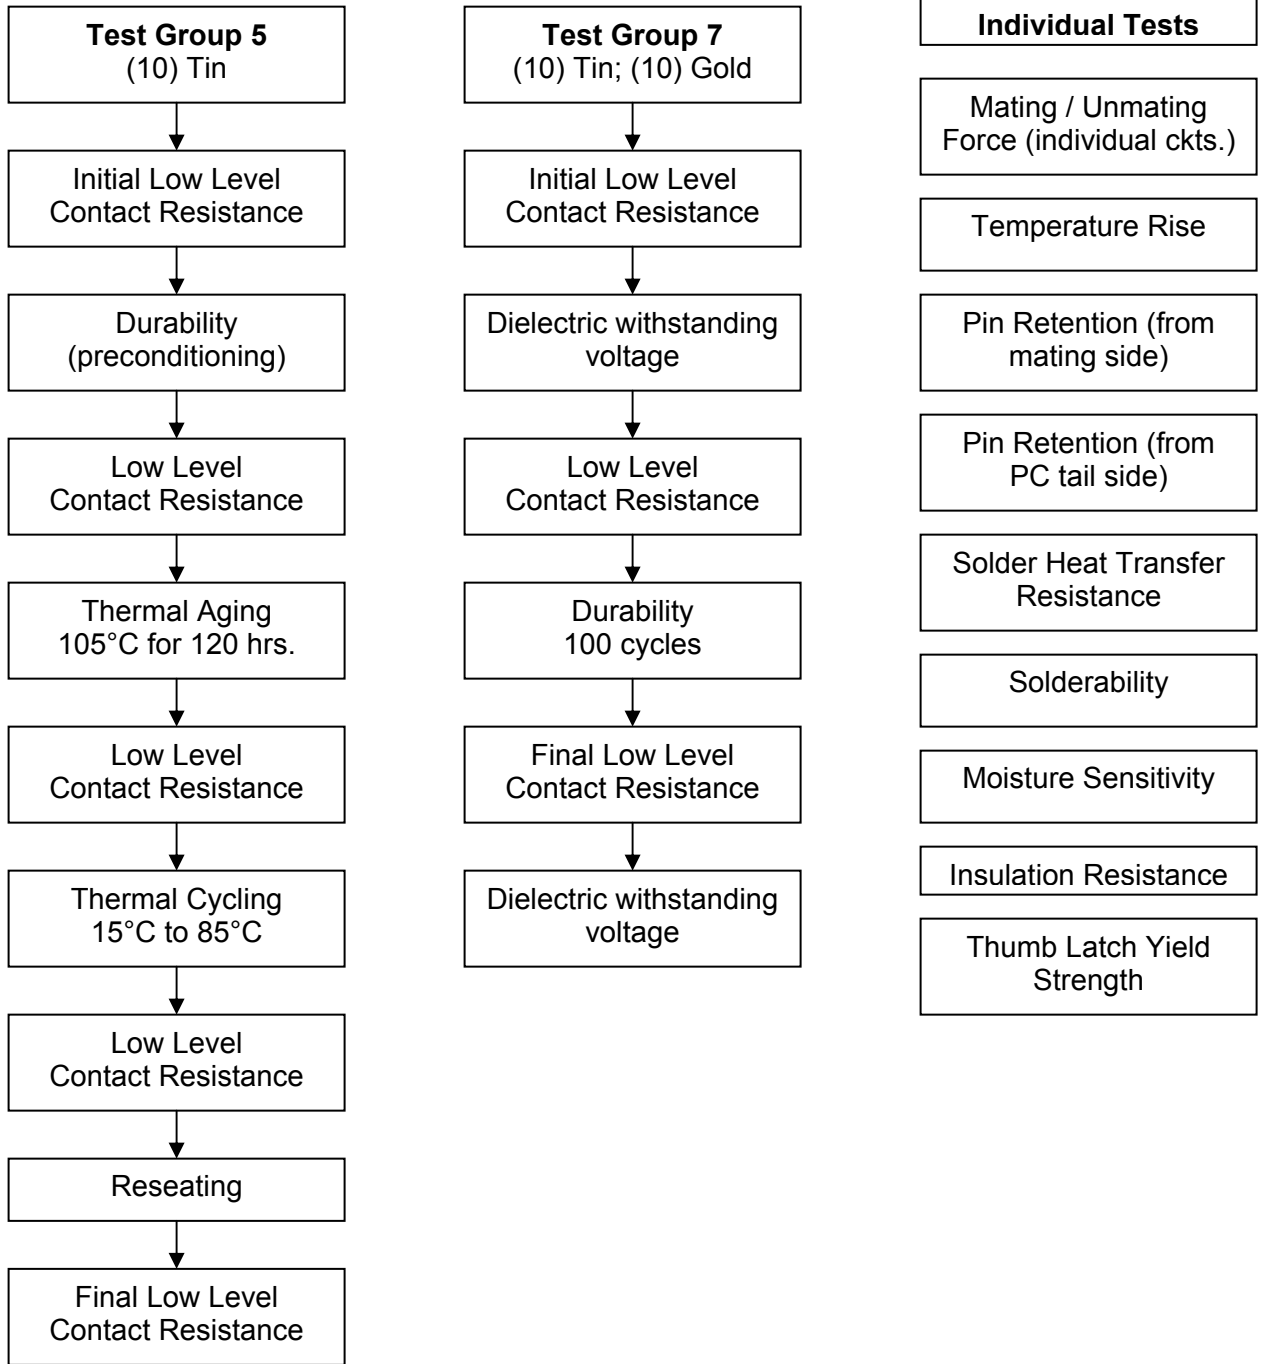 Test Group 5
(10) Tin
Initial Low Level
Contact Resistance
Durability
(preconditioning)
Low Level
Contact Resistance
Thermal Aging
105°C for 120 hrs.
Low Level
Contact Resistance
Thermal Cycling
15°C to 85°C
Low Level
Contact Resistance
Reseating
Final Low Level
Contact Resistance
Test Group 7
(10) Tin; (10) Gold
Initial Low Level
Contact Resistance
Dielectric withstanding
voltage
Low Level
Contact Resistance
Durability
100 cycles
Final Low Level
Contact Resistance
Dielectric withstanding
voltage
Individual Tests
Mating / Unmating
Force (individual ckts.)
Temperature Rise
Pin Retention (from
mating side)
Pin Retention (from
PC tail side)
Solder Heat Transfer
Resistance
Solderability
Moisture Sensitivity
Insulation Resistance
Thumb Latch Yield
Strength